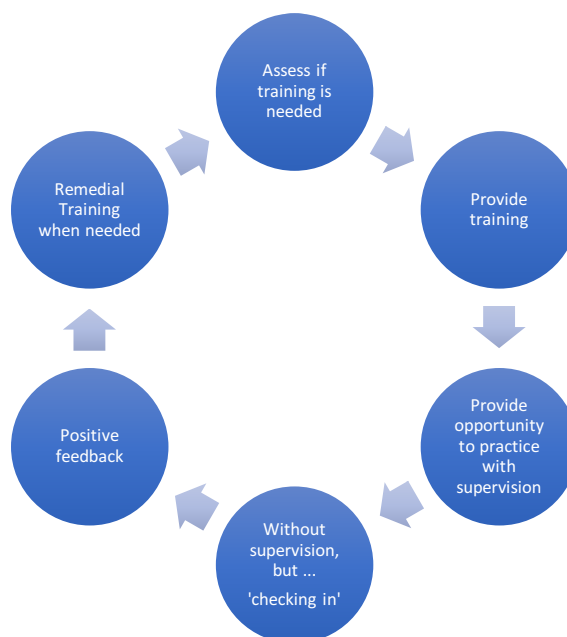 Assess if
training is
needed
Provide
training
Provide
opportunity
to practice
with
supervision
Without
supervision,
but ...
'checking in'
Positive
feedback
Remedial
Training
when needed